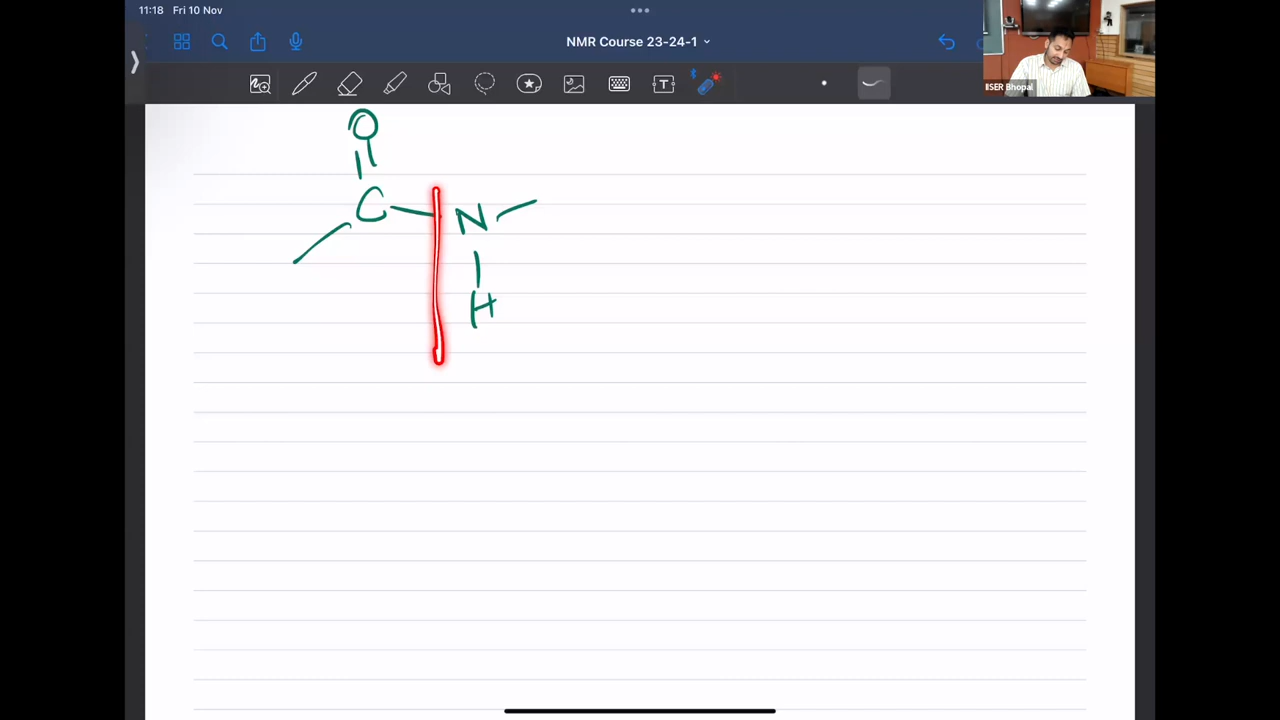 11:18 Fri 10 Nov
NMR Course 23-24-1
T
IISER Bhopal
O
C N
H